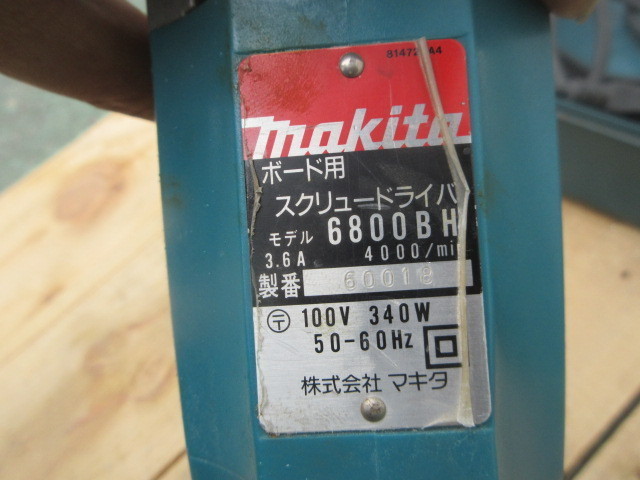 makita
ボード用
スクリュードライバ
モデル 6800BH
3.6A 4000/min
製番 60018
〒 100V 340W
50-60Hz
株式会社 マキタ